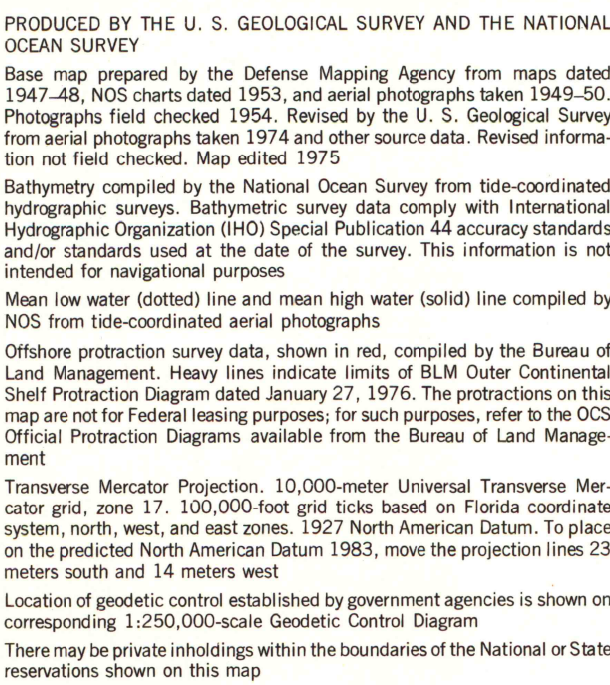 PRODUCED BY THE U. S. GEOLOGICAL SURVEY AND THE NATIONAL
OCEAN SURVEY
Base map prepared by the Defense Mapping Agency from maps dated
1947–48, NOS charts dated 1953, and aerial photographs taken 1949–50.
Photographs field checked 1954. Revised by the U. S. Geological Survey
from aerial photographs taken 1974 and other source data. Revised informa-
tion not field checked. Map edited 1975
Bathymetry compiled by the National Ocean Survey from tide-coordinated
hydrographic surveys. Bathymetric survey data comply with International
Hydrographic Organization (IHO) Special Publication 44 accuracy standards
and/or standards used at the date of the survey. This information is not
intended for navigational purposes
Mean low water (dotted) line and mean high water (solid) line compiled by
NOS from tide-coordinated aerial photographs
Offshore protraction survey data, shown in red, compiled by the Bureau of
Land Management. Heavy lines indicate limits of BLM Outer Continental
Shelf Protraction Diagram dated January 27, 1976. The protractions on this
map are not for Federal leasing purposes; for such purposes, refer to the OCS
Official Protraction Diagrams available from the Bureau of Land Manage-
ment
Transverse Mercator Projection. 10,000-meter Universal Transverse Mer-
cator grid, zone 17. 100,000-foot grid ticks based on Florida coordinate
system, north, west, and east zones. 1927 North American Datum. To place
on the predicted North American Datum 1983, move the projection lines 23
meters south and 14 meters west
Location of geodetic control established by government agencies is shown on
corresponding 1:250,000-scale Geodetic Control Diagram
There may be private inholdings within the boundaries of the National or State
reservations shown on this map